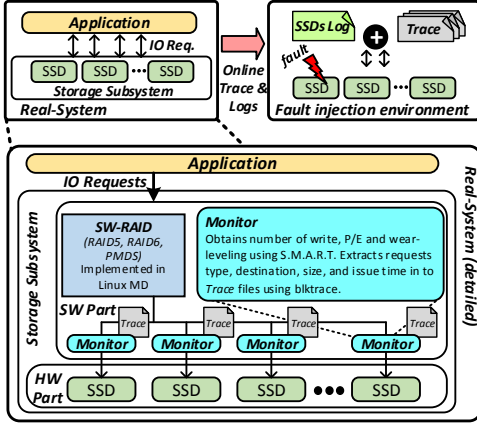 Application
IO Req.
SSD SSD SSD SSD
Storage Subsystem
Real-System
Online
Trace &
Logs
SSDs Log
Trace
fault
SSD SSD SSD
Fault injection environment
Application
IO Requests
Real-System (detailed)
Storage Subsystem
SW-RAID
(RAID5, RAID6,
PMDS)
Implemented in
Linux MD
Monitor
Obtains number of write, P/E and wear-
leveling using S.M.A.R.T. Extracts requests
type, destination, size, and issue time in to
Trace files using blktrace.
SW Part
Trace Trace Trace Trace
Monitor Monitor Monitor Monitor
HW
Part
SSD SSD SSD SSD